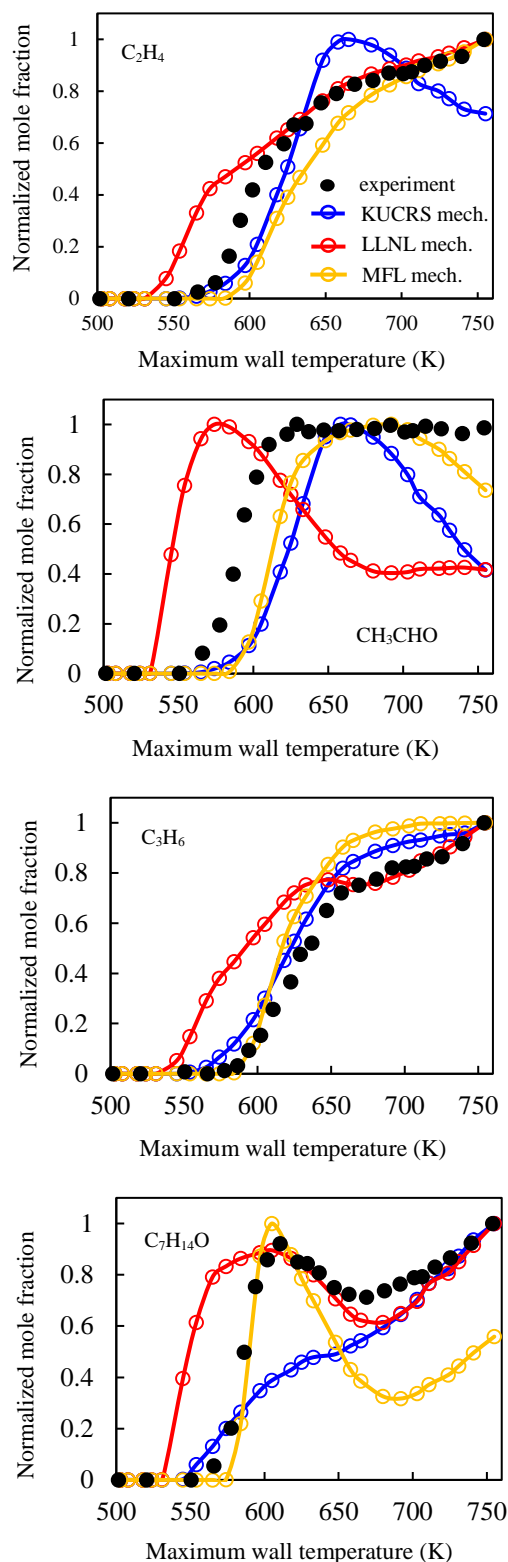 Normalized mole fraction
1
0.8
0.6
0.4
0.2
0
C₂H₄
experiment
KUCRS mech.
LLNL mech.
MFL mech.
500 550 600 650 700 750
Maximum wall temperature (K)
Normalized mole fraction
1
0.8
0.6
0.4
0.2
0
CH₃CHO
500 550 600 650 700 750
Maximum wall temperature (K)
Normalized mole fraction
1
0.8
0.6
0.4
0.2
0
C₃H₆
500 550 600 650 700 750
Maximum wall temperature (K)
Normalized mole fraction
1
0.8
0.6
0.4
0.2
0
C₇H₁₄O
500 550 600 650 700 750
Maximum wall temperature (K)